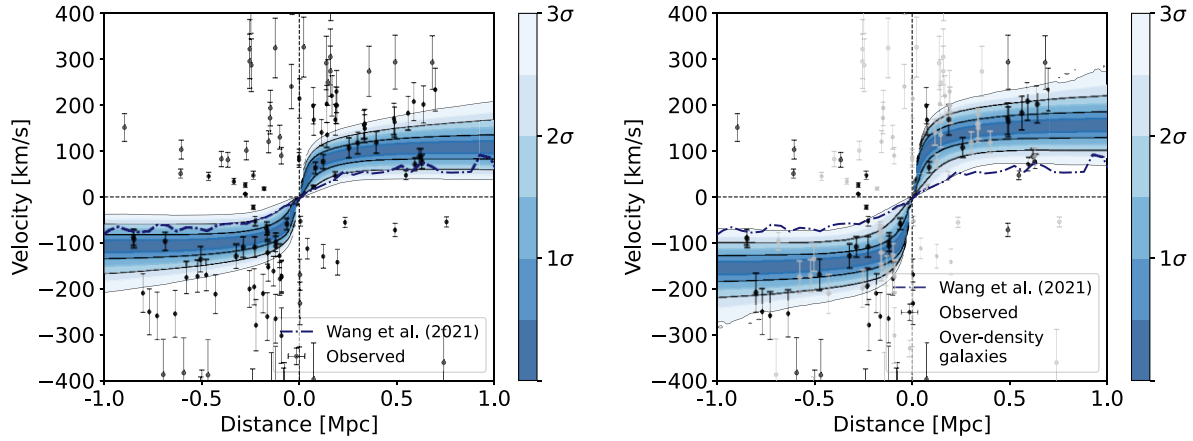 400
300
200
100
0
−100
−200
−300
−400
Velocity [km/s]
-1.0
-0.5
0.0
0.5
1.0
Distance [Mpc]
Wang et al. (2021)
Observed
3σ
2σ
1σ
400
300
200
100
0
−100
−200
−300
−400
Velocity [km/s]
-1.0
-0.5
0.0
0.5
1.0
Distance [Mpc]
Wang et al. (2021)
Observed
Over-density
galaxies
3σ
2σ
1σ